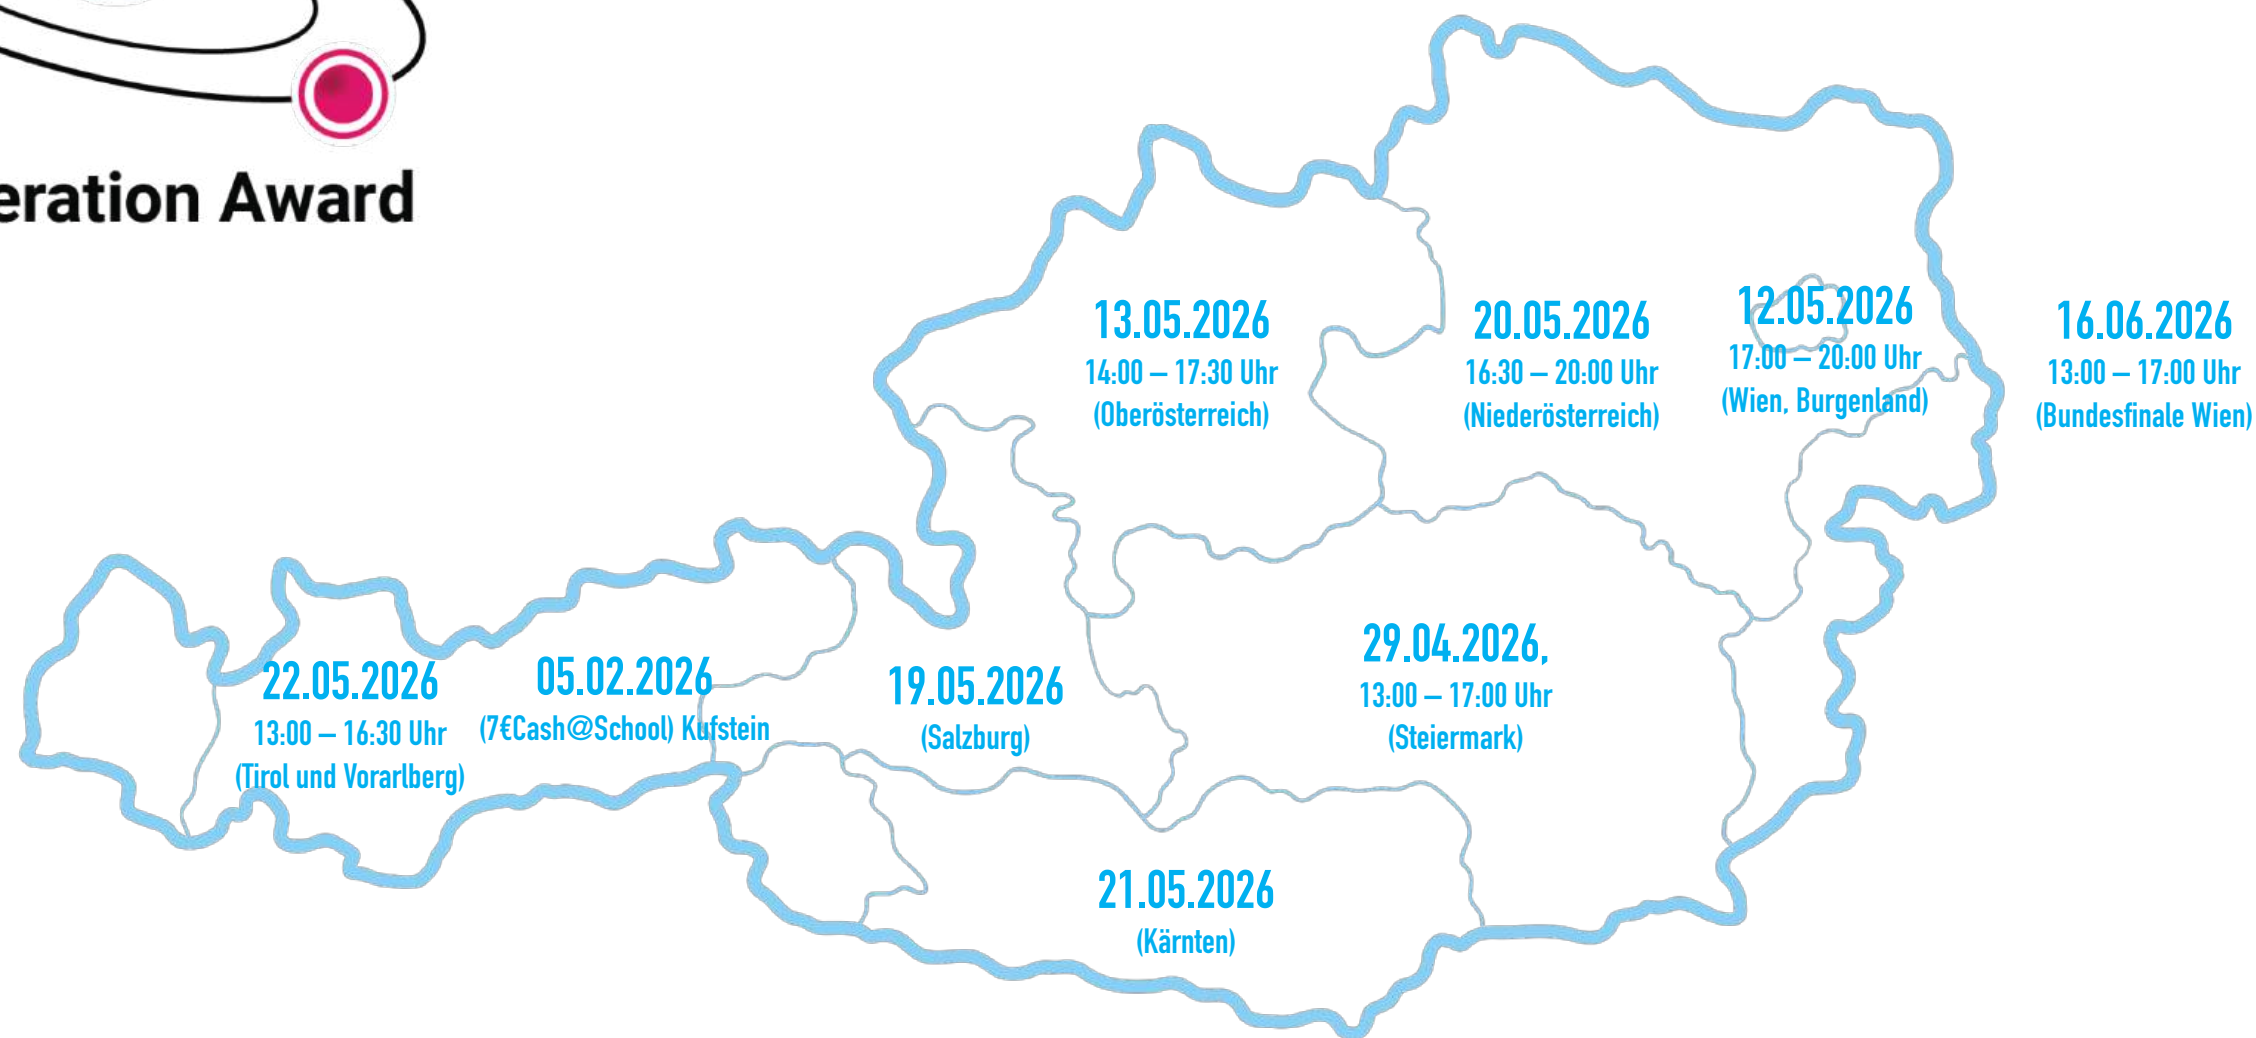 eration Award
13.05.2026
14:00 – 17:30 Uhr
(Oberösterreich)
20.05.2026
16:30 – 20:00 Uhr
(Niederösterreich)
12.05.2026
17:00 – 20:00 Uhr
(Wien, Burgenland)
16.06.2026
13:00 – 17:00 Uhr
(Bundesfinale Wien)
22.05.2026
13:00 – 16:30 Uhr
(Tirol und Vorarlberg)
05.02.2026
(7€Cash@School) Kufstein
19.05.2026
(Salzburg)
29.04.2026,
13:00 – 17:00 Uhr
(Steiermark)
21.05.2026
(Kärnten)